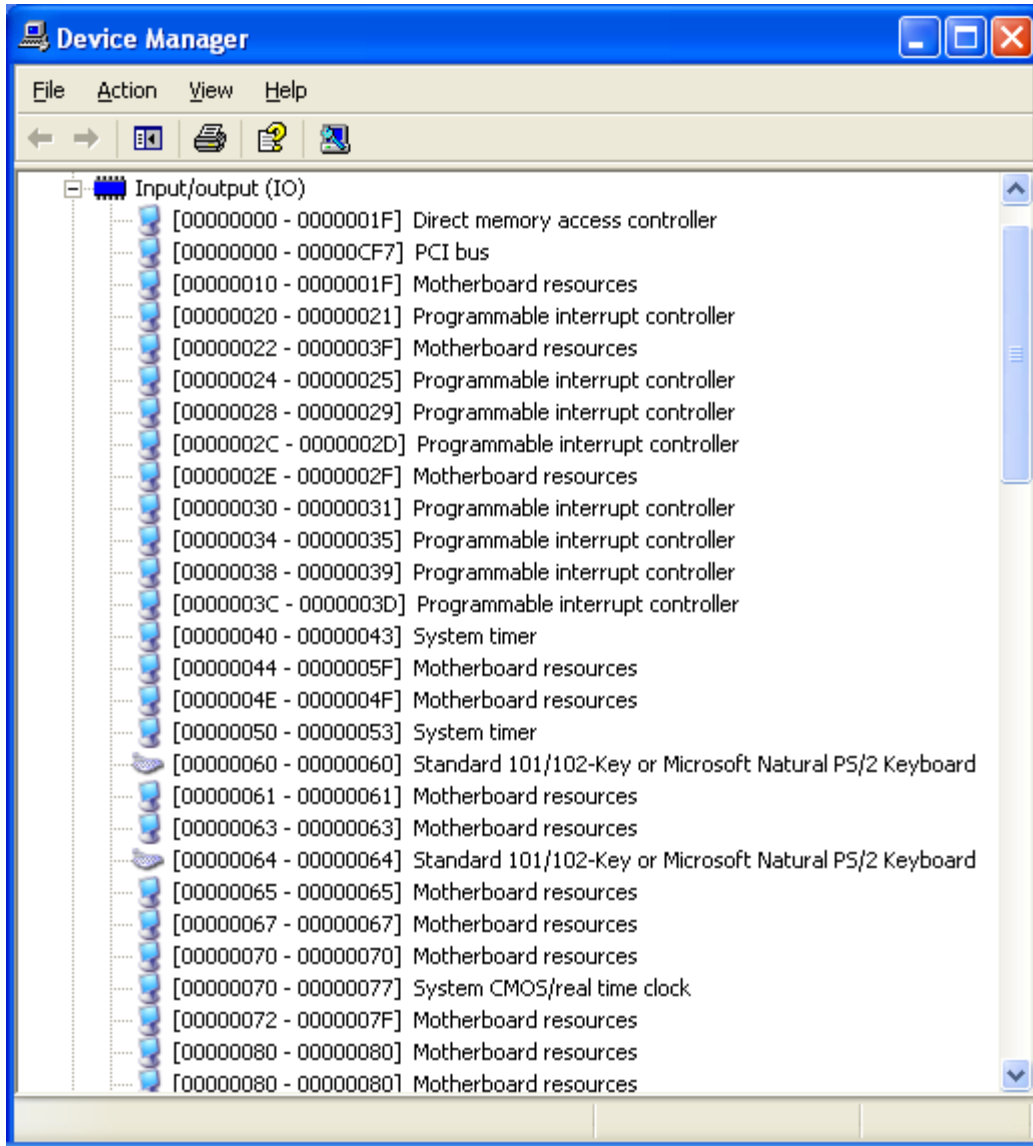 Device Manager
File Action View Help
Input/output (IO)
[00000000 - 0000001F] Direct memory access controller
[00000000 - 00000CF7] PCI bus
[00000010 - 0000001F] Motherboard resources
[00000020 - 00000021] Programmable interrupt controller
[00000022 - 0000003F] Motherboard resources
[00000024 - 00000025] Programmable interrupt controller
[00000028 - 00000029] Programmable interrupt controller
[0000002C - 0000002D] Programmable interrupt controller
[0000002E - 0000002F] Motherboard resources
[00000030 - 00000031] Programmable interrupt controller
[00000034 - 00000035] Programmable interrupt controller
[00000038 - 00000039] Programmable interrupt controller
[0000003C - 0000003D] Programmable interrupt controller
[00000040 - 00000043] System timer
[00000044 - 0000005F] Motherboard resources
[0000004E - 0000004F] Motherboard resources
[00000050 - 00000053] System timer
[00000060 - 00000060] Standard 101/102-Key or Microsoft Natural PS/2 Keyboard
[00000061 - 00000061] Motherboard resources
[00000063 - 00000063] Motherboard resources
[00000064 - 00000064] Standard 101/102-Key or Microsoft Natural PS/2 Keyboard
[00000065 - 00000065] Motherboard resources
[00000067 - 00000067] Motherboard resources
[00000070 - 00000070] Motherboard resources
[00000070 - 00000077] System CMOS/real time clock
[00000072 - 0000007F] Motherboard resources
[00000080 - 00000080] Motherboard resources
[00000080 - 00000080] Motherboard resources